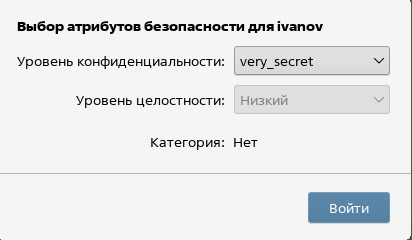 Выбор атрибутов безопасности для ivanov
Уровень конфиденциальности: very_secret
Уровень целостности: Низкий
Категория: Нет
Войти